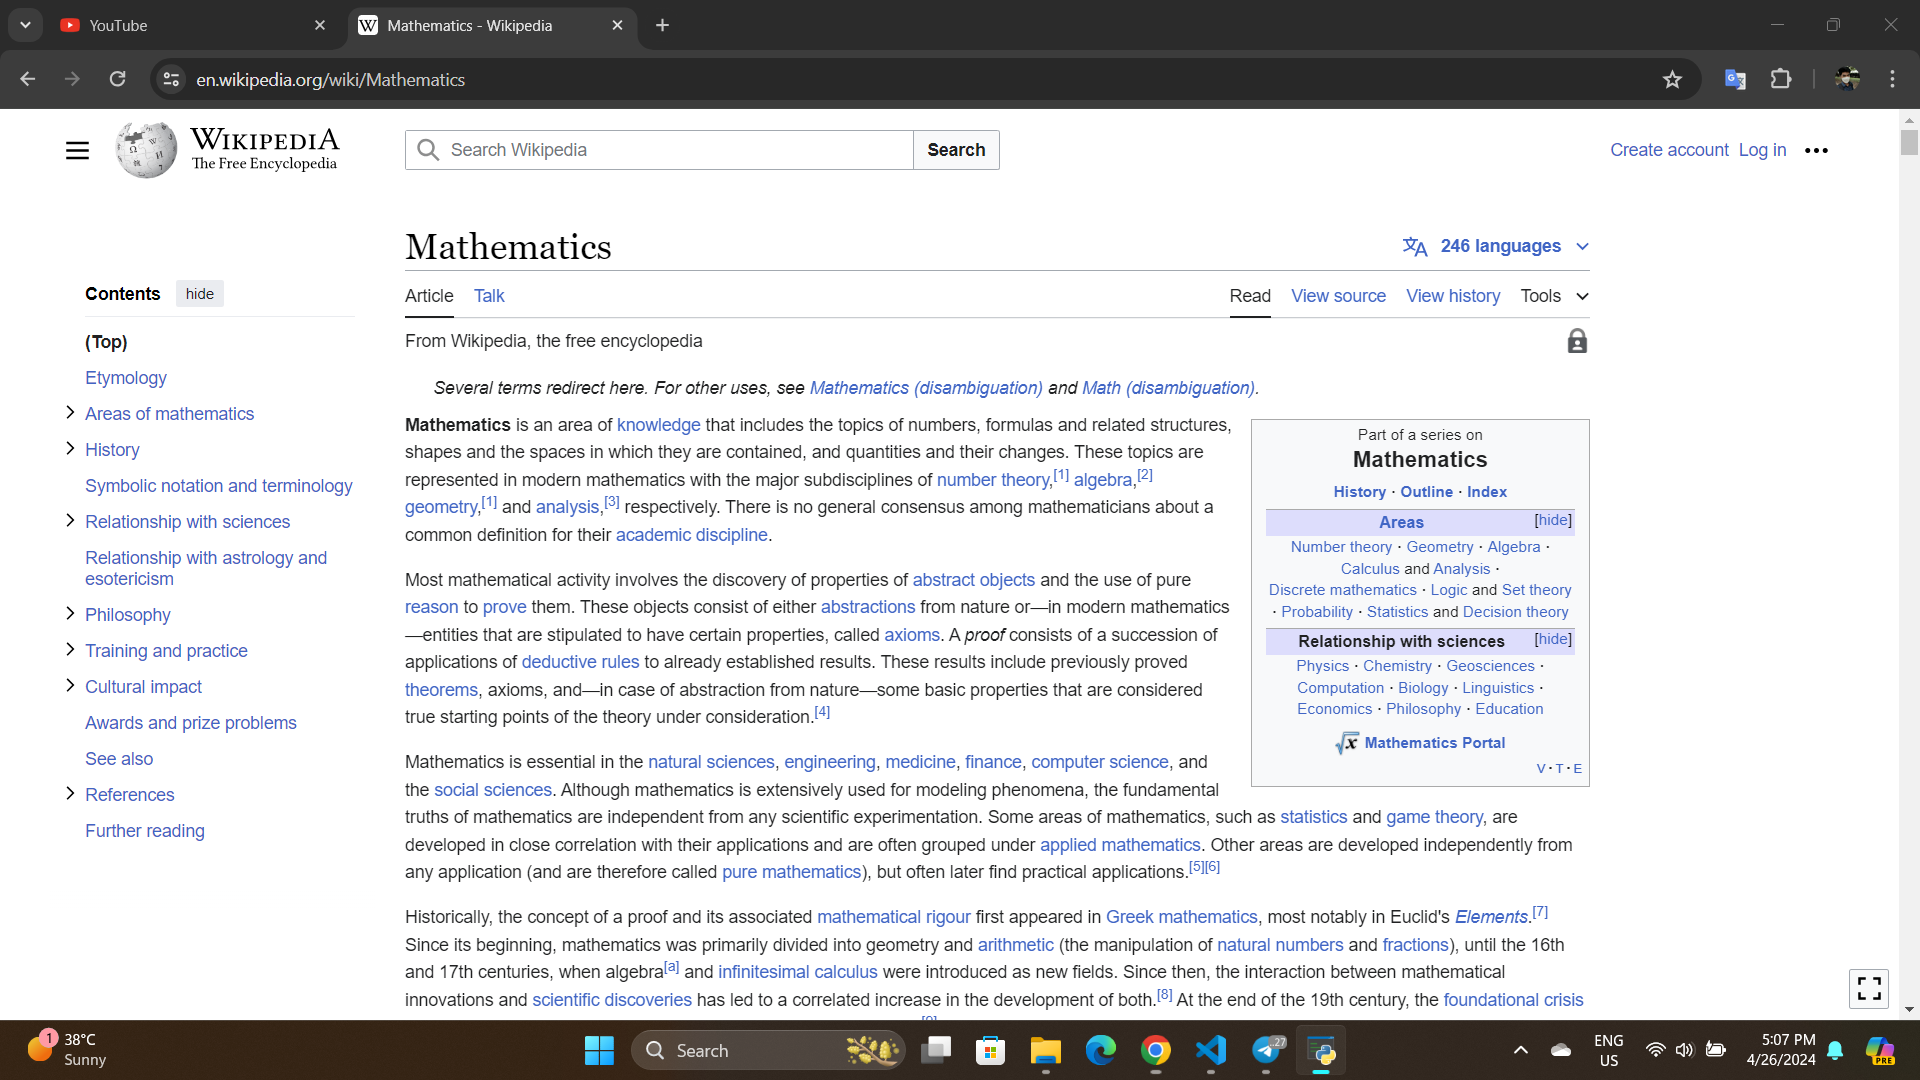 YouTube
Mathematics - Wikipedia
en.wikipedia.org/wiki/Mathematics
WIKIPEDIA
The Free Encyclopedia
Search Wikipedia
Search
Create account Log in
Mathematics
246 languages
Contents hide
Article Talk
Read View source View history Tools
From Wikipedia, the free encyclopedia
(Top)
Etymology
Areas of mathematics
History
Symbolic notation and terminology
Relationship with sciences
Relationship with astrology and
esotericism
Philosophy
Training and practice
Cultural impact
Awards and prize problems
See also
References
Further reading
Several terms redirect here. For other uses, see Mathematics (disambiguation) and Math (disambiguation).
Mathematics is an area of knowledge that includes the topics of numbers, formulas and related structures,
shapes and the spaces in which they are contained, and quantities and their changes. These topics are
represented in modern mathematics with the major subdisciplines of number theory,[1] algebra,[2]
geometry,[1] and analysis,[3] respectively. There is no general consensus among mathematicians about a
common definition for their academic discipline.
Most mathematical activity involves the discovery of properties of abstract objects and the use of pure
reason to prove them. These objects consist of either abstractions from nature or—in modern mathematics
—entities that are stipulated to have certain properties, called axioms. A proof consists of a succession of
applications of deductive rules to already established results. These results include previously proved
theorems, axioms, and—in case of abstraction from nature—some basic properties that are considered
true starting points of the theory under consideration.[4]
Mathematics is essential in the natural sciences, engineering, medicine, finance, computer science, and
the social sciences. Although mathematics is extensively used for modeling phenomena, the fundamental
truths of mathematics are independent from any scientific experimentation. Some areas of mathematics, such as statistics and game theory, are
developed in close correlation with their applications and are often grouped under applied mathematics. Other areas are developed independently from
any application (and are therefore called pure mathematics), but often later find practical applications.[5][6]
Historically, the concept of a proof and its associated mathematical rigour first appeared in Greek mathematics, most notably in Euclid's Elements.[7]
Since its beginning, mathematics was primarily divided into geometry and arithmetic (the manipulation of natural numbers and fractions), until the 16th
and 17th centuries, when algebra[a] and infinitesimal calculus were introduced as new fields. Since then, the interaction between mathematical
innovations and scientific discoveries has led to a correlated increase in the development of both.[8] At the end of the 19th century, the foundational crisis
Part of a series on
Mathematics
History · Outline · Index
Areas [hide]
Number theory · Geometry · Algebra ·
Calculus and Analysis ·
Discrete mathematics · Logic and Set theory
· Probability · Statistics and Decision theory
Relationship with sciences [hide]
Physics · Chemistry · Geosciences ·
Computation · Biology · Linguistics ·
Economics · Philosophy · Education
√x Mathematics Portal
V · T · E
1
38°C
Sunny
Search
27
ENG
US
5:07 PM
4/26/2024
PRE